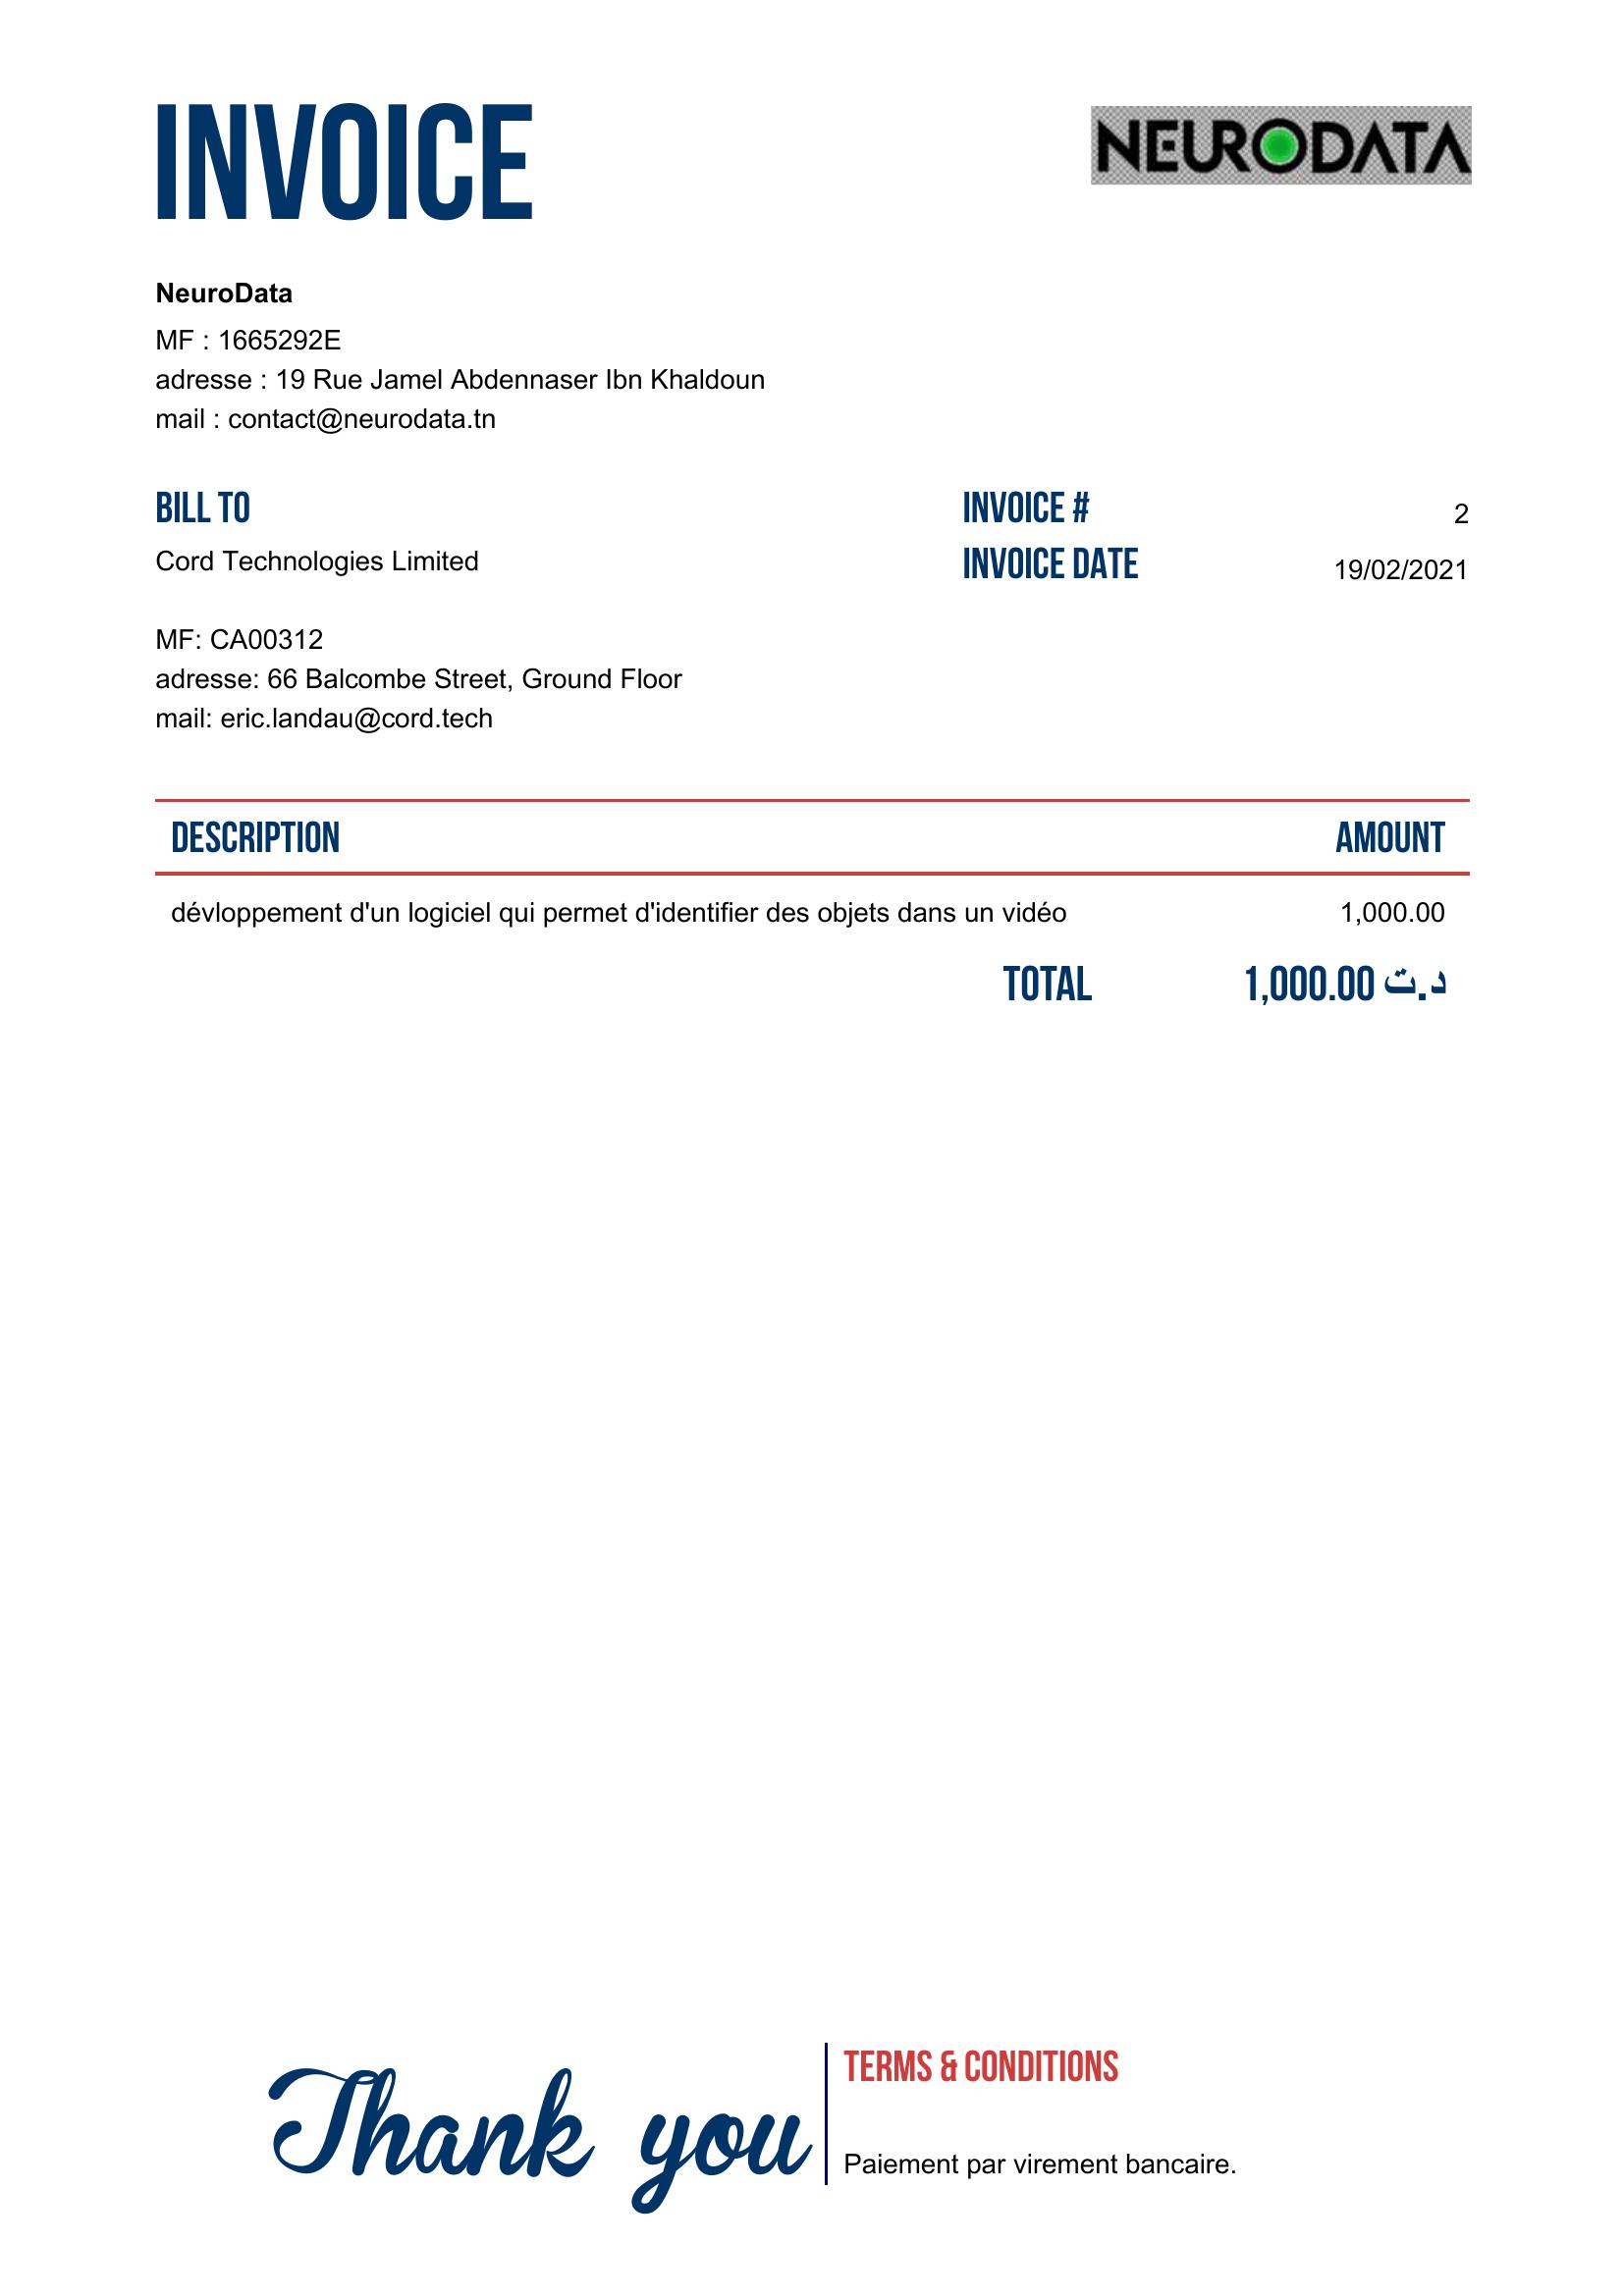 INVOICE
NEURODATA
NeuroData
MF : 1665292E
adresse : 19 Rue Jamel Abdennaser Ibn Khaldoun
mail : contact@neurodata.tn
BILL TO
Cord Technologies Limited
MF: CA00312
adresse: 66 Balcombe Street, Ground Floor
mail: eric.landau@cord.tech
INVOICE # 2
INVOICE DATE 19/02/2021
DESCRIPTION AMOUNT
dévloppement d'un logiciel qui permet d'identifier des objets dans un vidéo 1,000.00
TOTAL 1,000.00 د.ت
Thank you
TERMS & CONDITIONS
Paiement par virement bancaire.